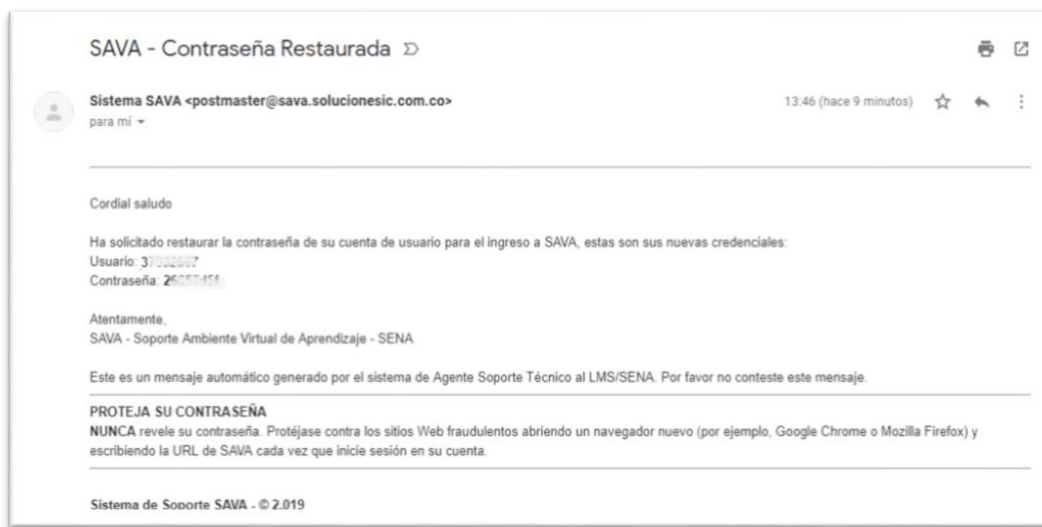 SAVA - Contraseña Restaurada
Sistema SAVA <postmaster@sava.solucionesic.com.co>
13:46 (hace 9 minutos)
para mí
Cordial saludo
Ha solicitado restaurar la contraseña de su cuenta de usuario para el ingreso a SAVA, estas son sus nuevas credenciales:
Usuario:
Contraseña:
Atentamente,
SAVA - Soporte Ambiente Virtual de Aprendizaje - SENA
Este es un mensaje automático generado por el sistema de Agente Soporte Técnico al LMS/SENA. Por favor no conteste este mensaje.
PROTEJA SU CONTRASEÑA
NUNCA revele su contraseña. Protéjase contra los sitios Web fraudulentos abriendo un navegador nuevo (por ejemplo, Google Chrome o Mozilla Firefox) y
escribiendo la URL de SAVA cada vez que inicie sesión en su cuenta.
Sistema de Soporte SAVA - © 2.019